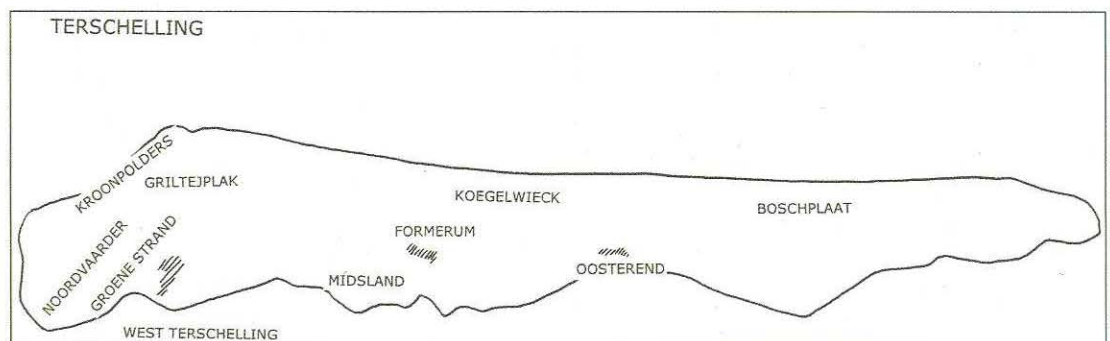 TERSCHELLING
KROONPOLDERS
GRILTEJPLAK
KOEGELWIECK
BOSCHPLAAT
NOORDVAARDER
GROENE STRAND
FORMERUM
MIDSLAND
OOSTEREND
WEST TERSCHELLING